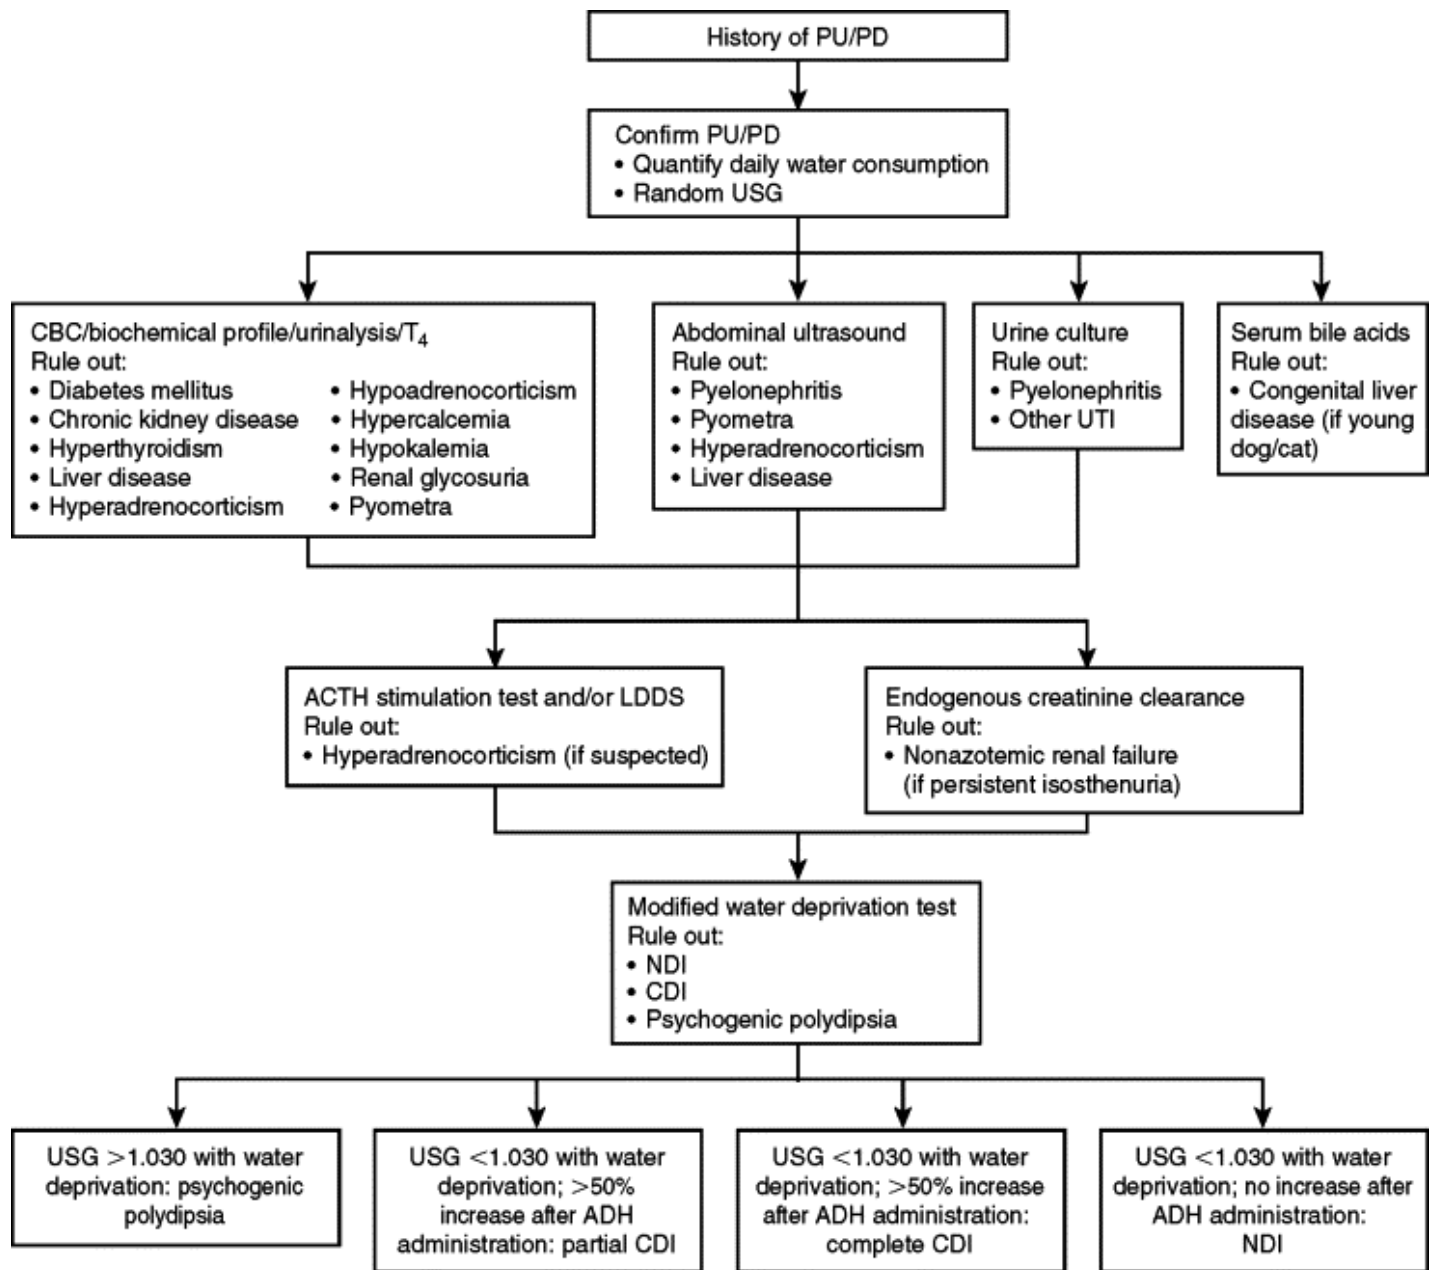 History of PU/PD
Confirm PU/PD
• Quantify daily water consumption
• Random USG
CBC/biochemical profile/urinalysis/T4
Rule out:
• Diabetes mellitus
• Chronic kidney disease
• Hyperthyroidism
• Liver disease
• Hyperadrenocorticism
• Hypoadrenocorticism
• Hypercalcemia
• Hypokalemia
• Renal glycosuria
• Pyometra
Abdominal ultrasound
Rule out:
• Pyelonephritis
• Pyometra
• Hyperadrenocorticism
• Liver disease
Urine culture
Rule out:
• Pyelonephritis
• Other UTI
Serum bile acids
Rule out:
• Congenital liver
disease (if young
dog/cat)
ACTH stimulation test and/or LDDS
Rule out:
• Hyperadrenocorticism (if suspected)
Endogenous creatinine clearance
Rule out:
• Nonazotemic renal failure
(if persistent isosthenuria)
Modified water deprivation test
Rule out:
• NDI
• CDI
• Psychogenic polydipsia
USG >1.030 with water
deprivation: psychogenic
polydipsia
USG <1.030 with water
deprivation; >50%
increase after ADH
administration: partial CDI
USG <1.030 with water
deprivation; >50% increase
after ADH administration:
complete CDI
USG <1.030 with water
deprivation; no increase after
ADH administration:
NDI